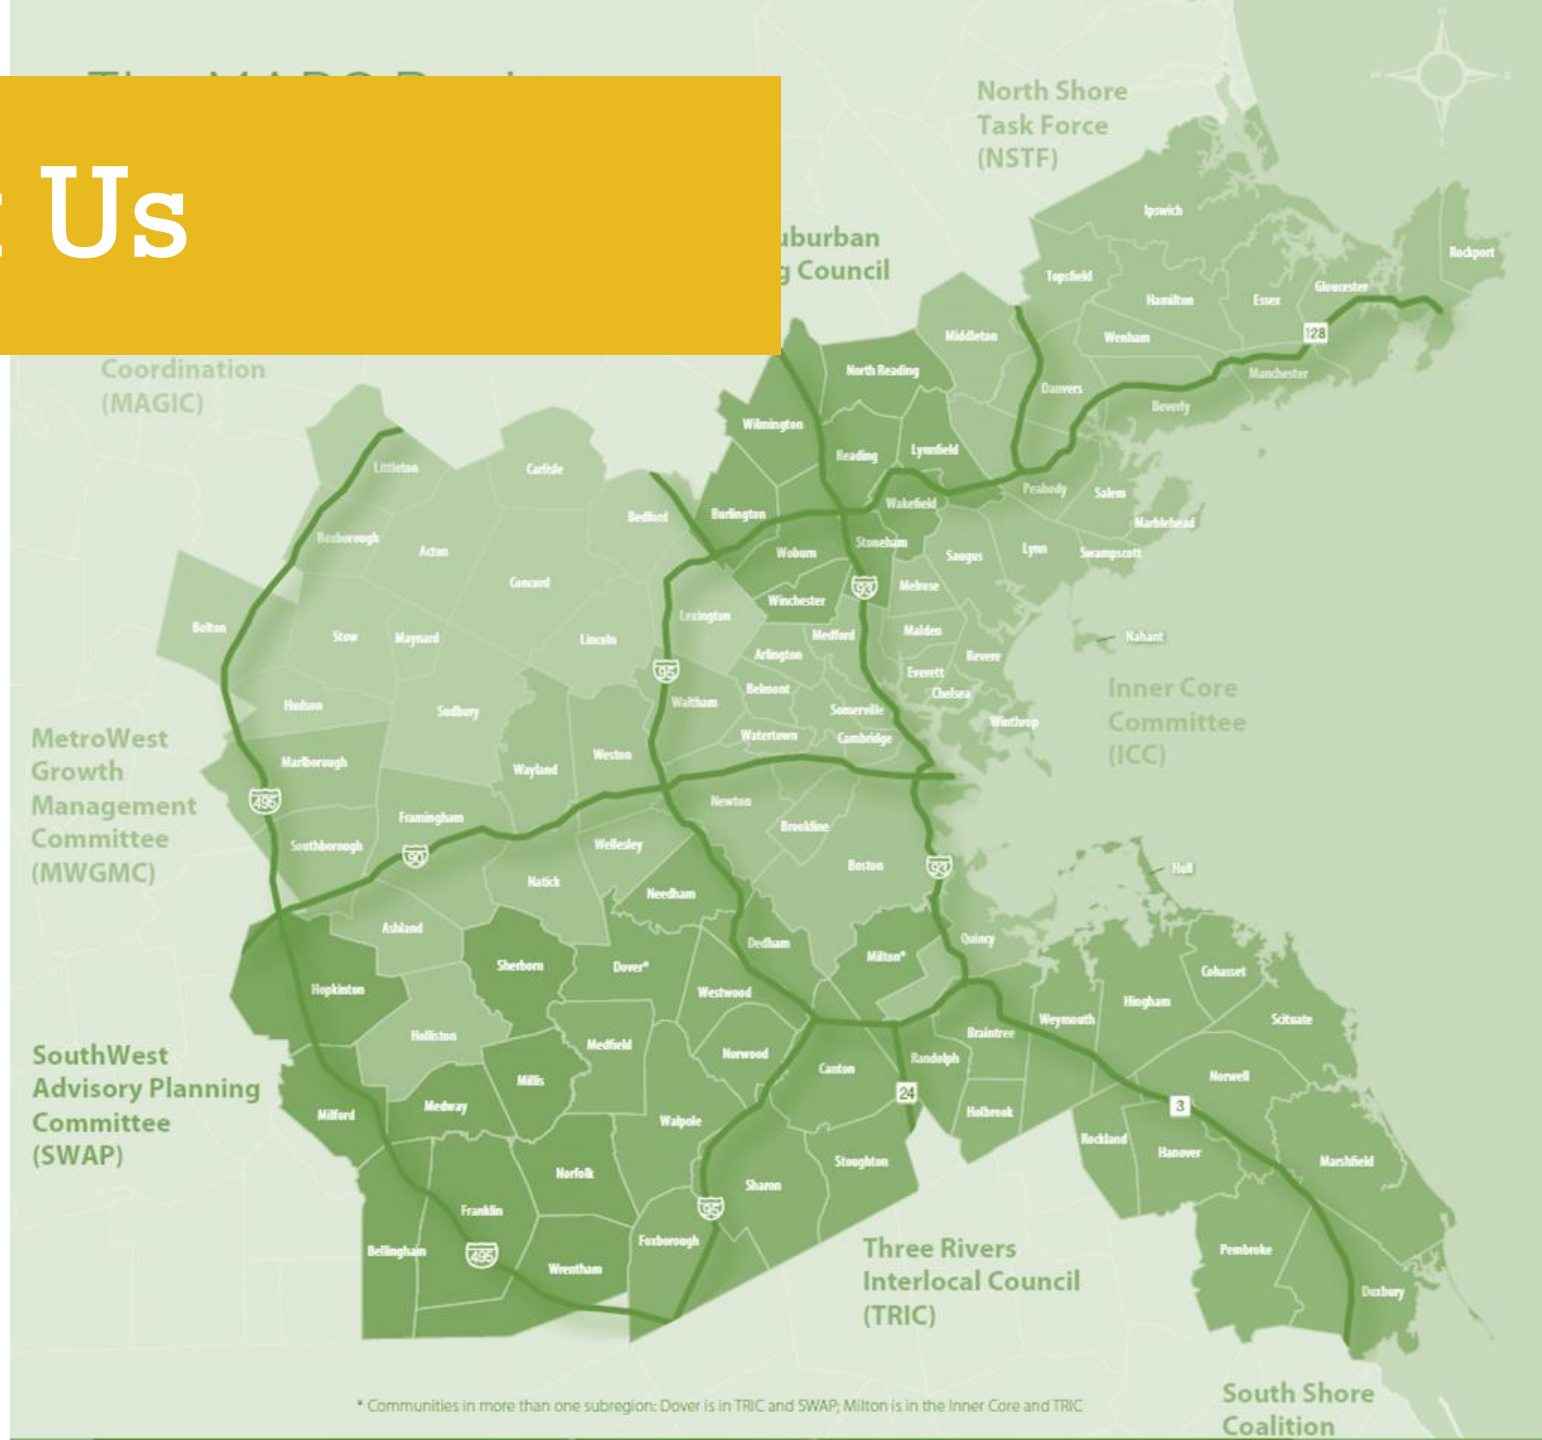 Us
North Shore
Task Force
(NSTF)
uburban
g Council
Coordination
(MAGIC)
MetroWest
Growth
Management
Committee
(MWGMC)
SouthWest
Advisory Planning
Committee
(SWAP)
Inner Core
Committee
(ICC)
Three Rivers
Interlocal Council
(TRIC)
South Shore
Coalition
Ipswich
Rockport
Topsfield
Hamilton
Essex
Gloucester
Middleton
Wenham
128
Manchester
North Reading
Danvers
Beverly
Wilmington
Reading
Lynnfield
Littleton
Carlisle
Bedford
Burlington
Wakefield
Peabody
Salem
Marblehead
Boxborough
Acton
Woburn
Stoneham
Saugus
Lynn
Swampscott
Concord
Winchester
93
Melrose
Bolton
Stow
Maynard
Lincoln
Lexington
Medford
Malden
Nahant
Arlington
Revere
95
Everett
Belmont
Chelsea
Hudson
Sudbury
Waltham
Somerville
Winthrop
Watertown
Cambridge
Marlborough
Wayland
Weston
495
Framingham
Newton
Brookline
Southborough
90
Wellesley
Boston
93
Hull
Natick
Needham
Ashland
Dedham
Quincy
Sherborn
Dover*
Milton*
Cohasset
Hopkinton
Westwood
Hingham
Weymouth
Scituate
Holliston
Medfield
Norwood
Braintree
Canton
Randolph
Millis
Norwell
24
Milford
Medway
Walpole
Holbrook
3
Rockland
Hanover
Marshfield
Norfolk
Sharon
Stoughton
Franklin
95
Bellingham
495
Foxborough
Wrentham
Pembroke
Duxbury
* Communities in more than one subregion: Dover is in TRIC and SWAP; Milton is in the Inner Core and TRIC